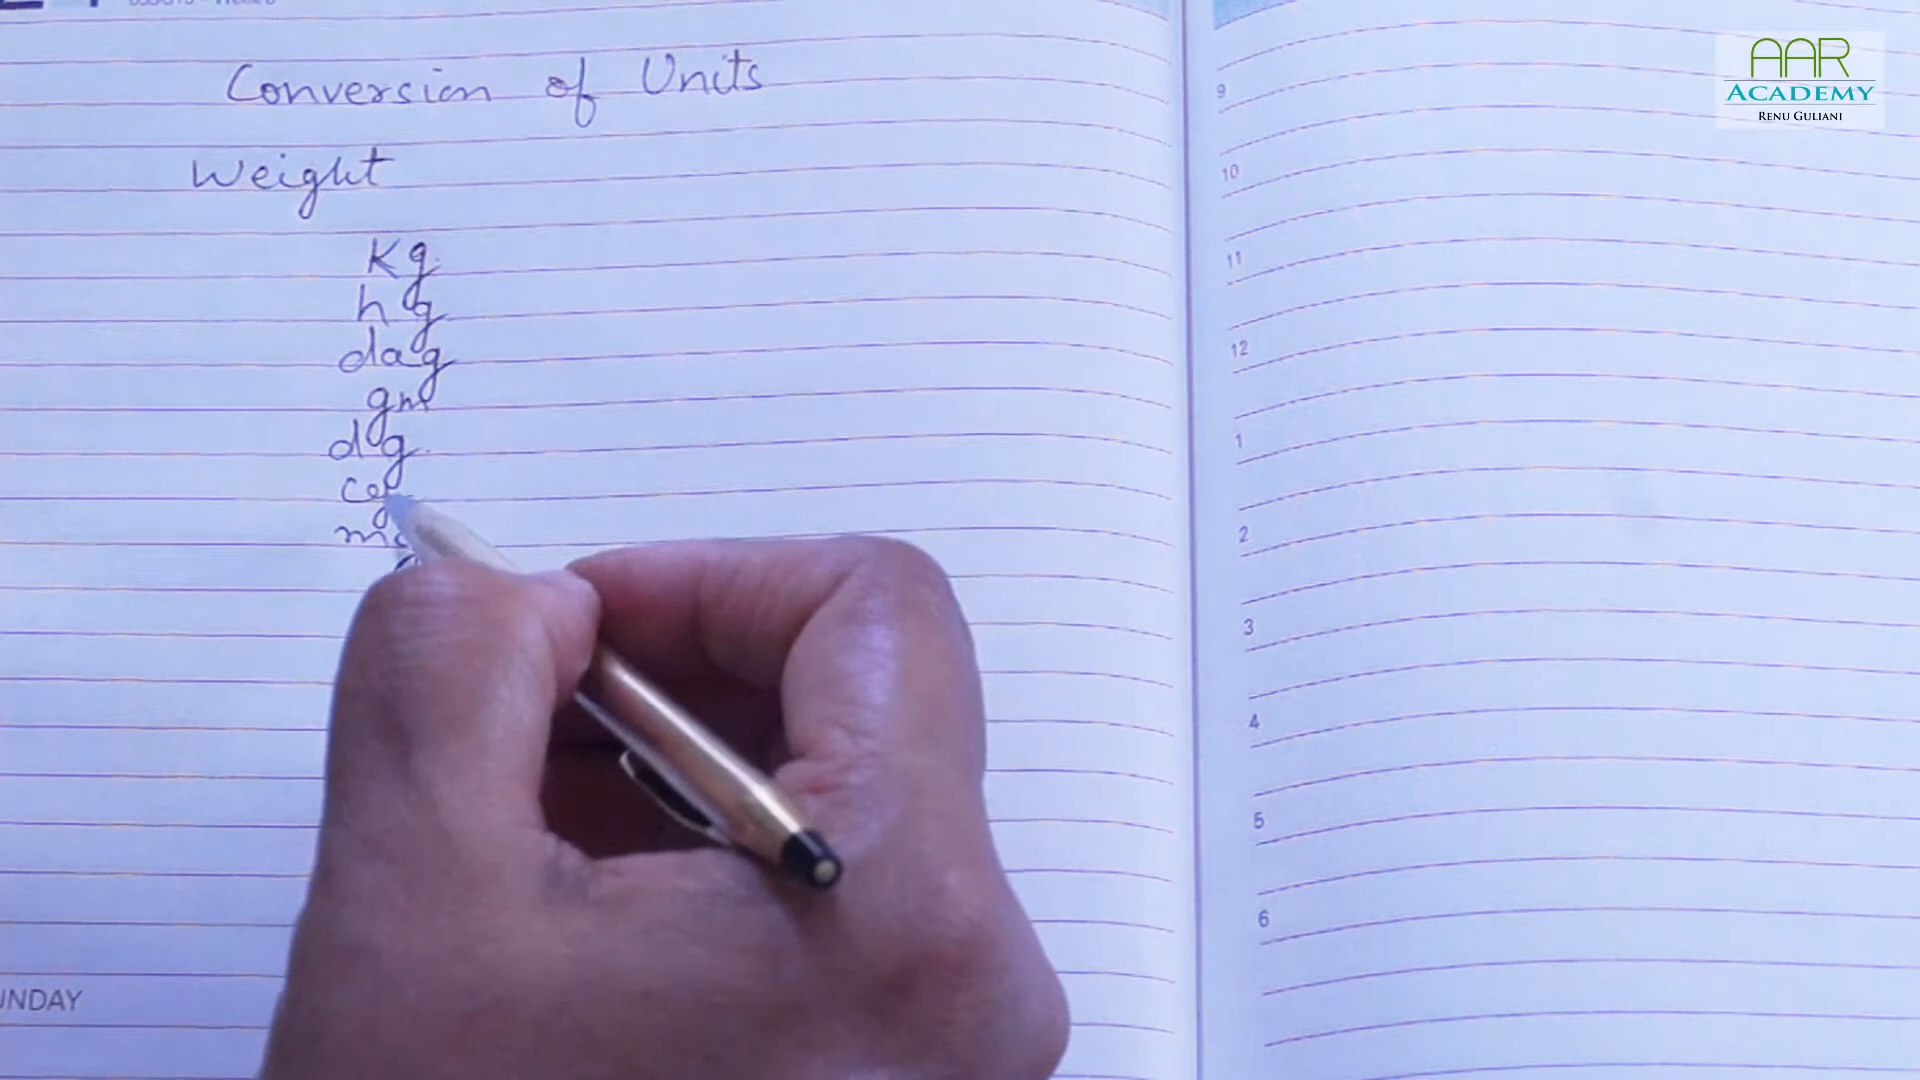 Conversion of Units
Weight
Kg
hg
dag
gm
dg
cg
AAR
ACADEMY
RENU GULIANI
9
10
11
12
1
2
3
4
5
6